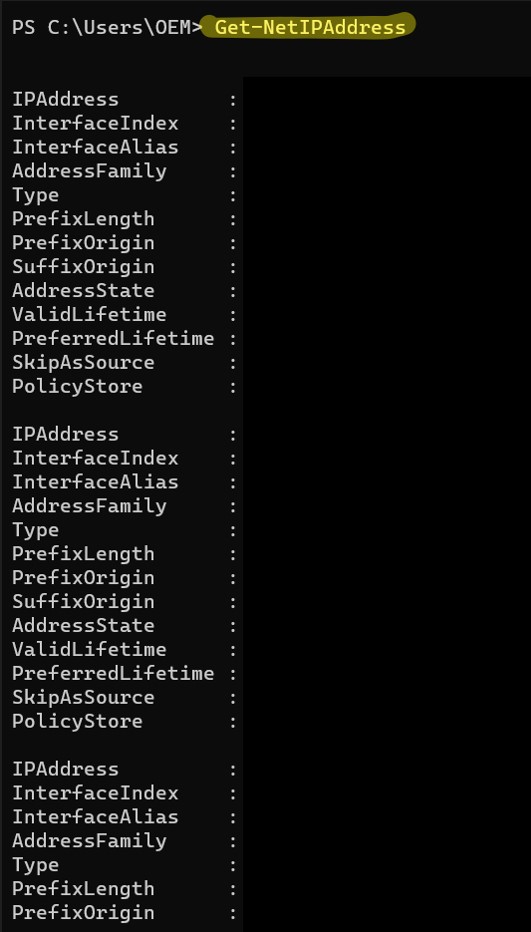 PS C:\Users\OEM> Get-NetIPAddress
IPAddress :
InterfaceIndex :
InterfaceAlias :
AddressFamily :
Type :
PrefixLength :
PrefixOrigin :
SuffixOrigin :
AddressState :
ValidLifetime :
PreferredLifetime :
SkipAsSource :
PolicyStore :
IPAddress :
InterfaceIndex :
InterfaceAlias :
AddressFamily :
Type :
PrefixLength :
PrefixOrigin :
SuffixOrigin :
AddressState :
ValidLifetime :
PreferredLifetime :
SkipAsSource :
PolicyStore :
IPAddress :
InterfaceIndex :
InterfaceAlias :
AddressFamily :
Type :
PrefixLength :
PrefixOrigin :